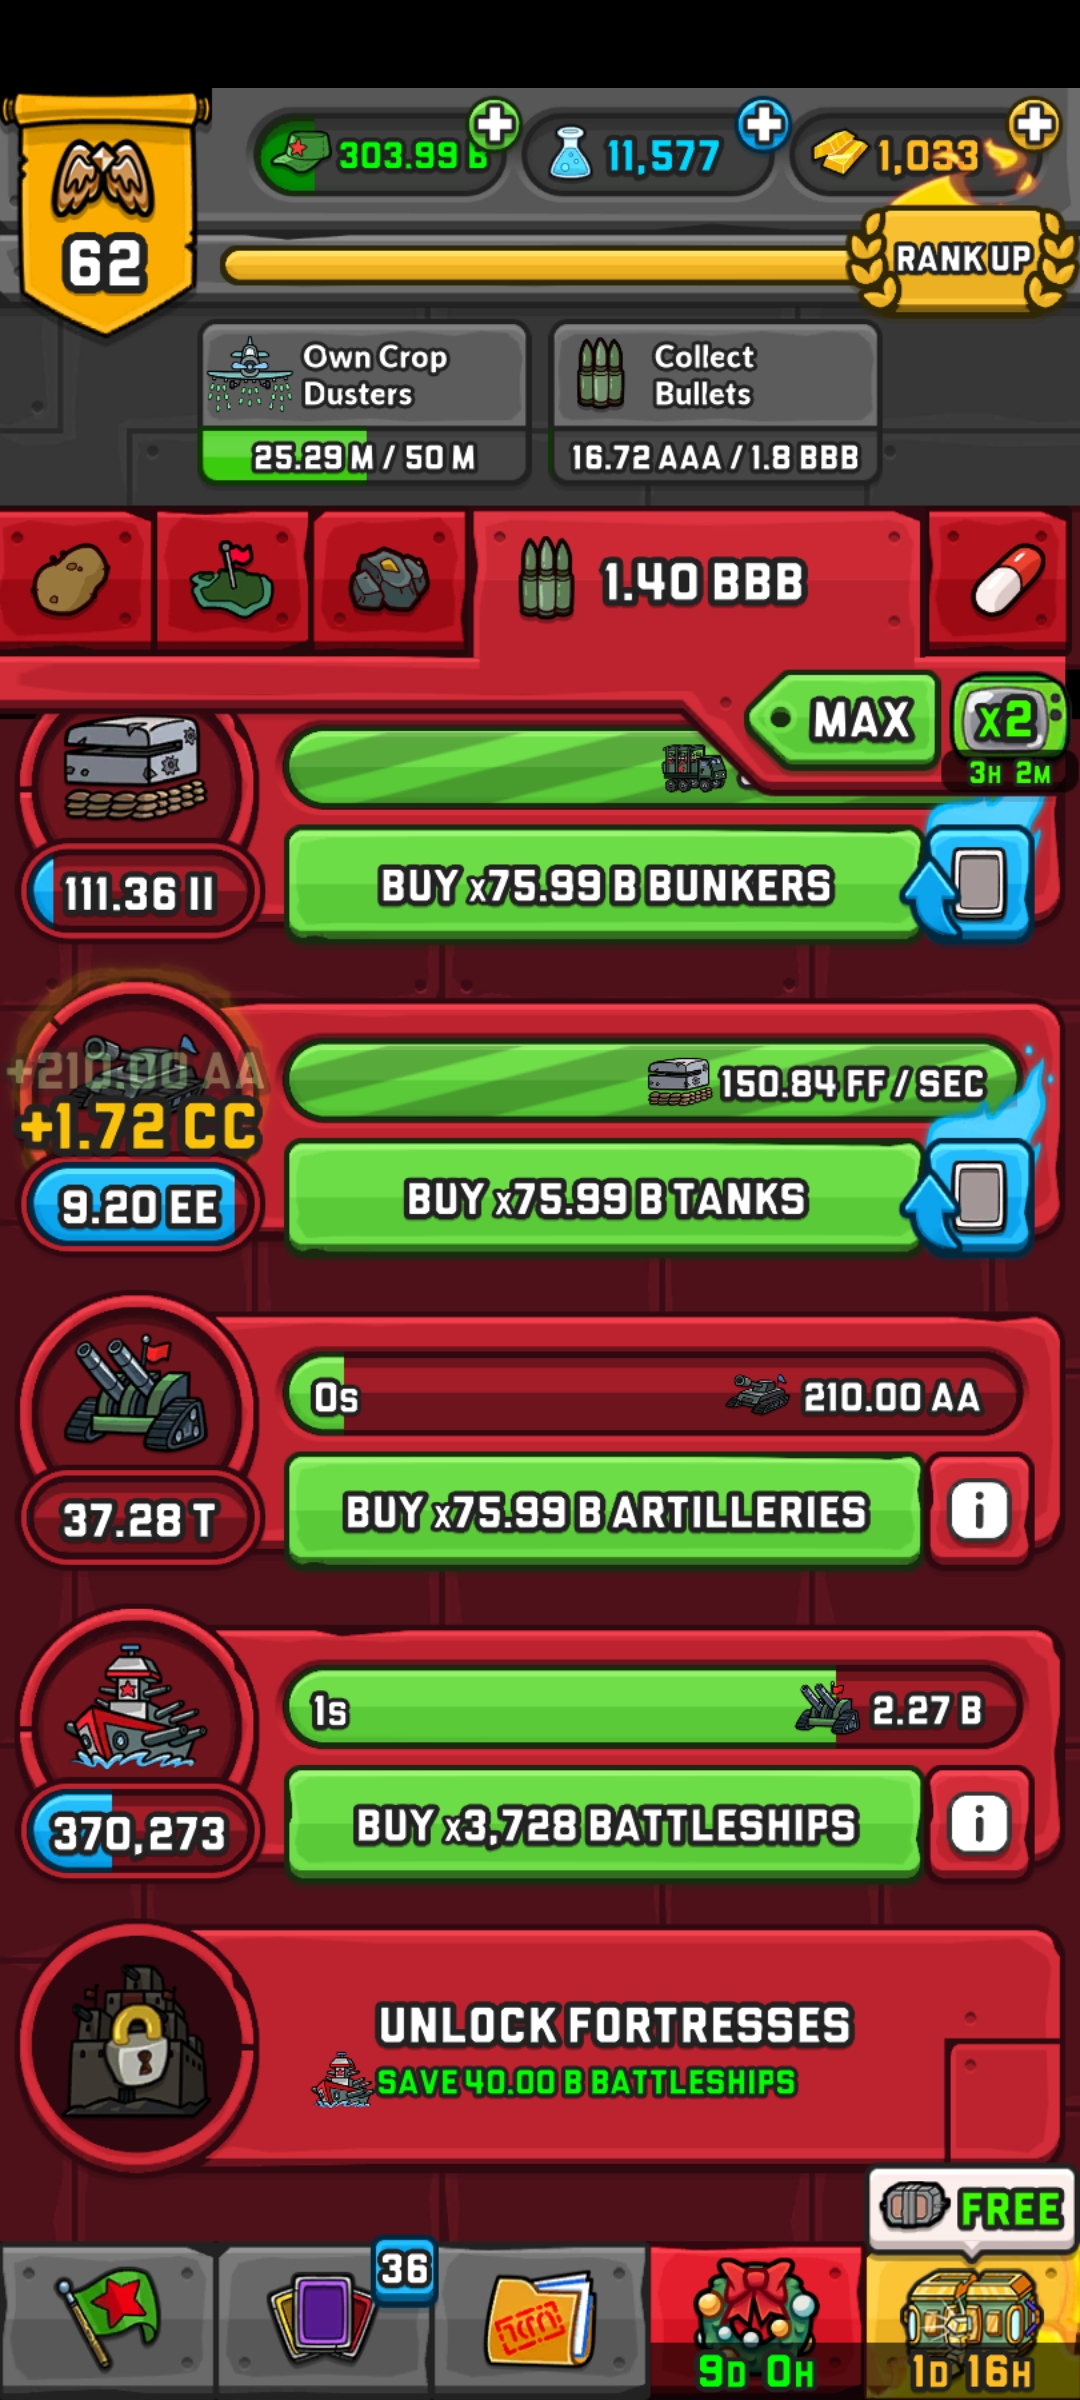 303.99 B
11,577
1,033
62
RANK UP
Own Crop
Dusters
25.29 M / 50 M
Collect
Bullets
16.72 AAA / 1.8 BBB
1.40 BBB
MAX
x2
3H 2M
111.36 II
BUY x75.99 B BUNKERS
+210.00 AA
+1.72 CC
9.20 EE
150.84 FF / SEC
BUY x75.99 B TANKS
0s
210.00 AA
37.28 T
BUY x75.99 B ARTILLERIES
1s
2.27 B
370,273
BUY x3,728 BATTLESHIPS
UNLOCK FORTRESSES
SAVE 40.00 B BATTLESHIPS
FREE
36
9D 0H
1D 16H